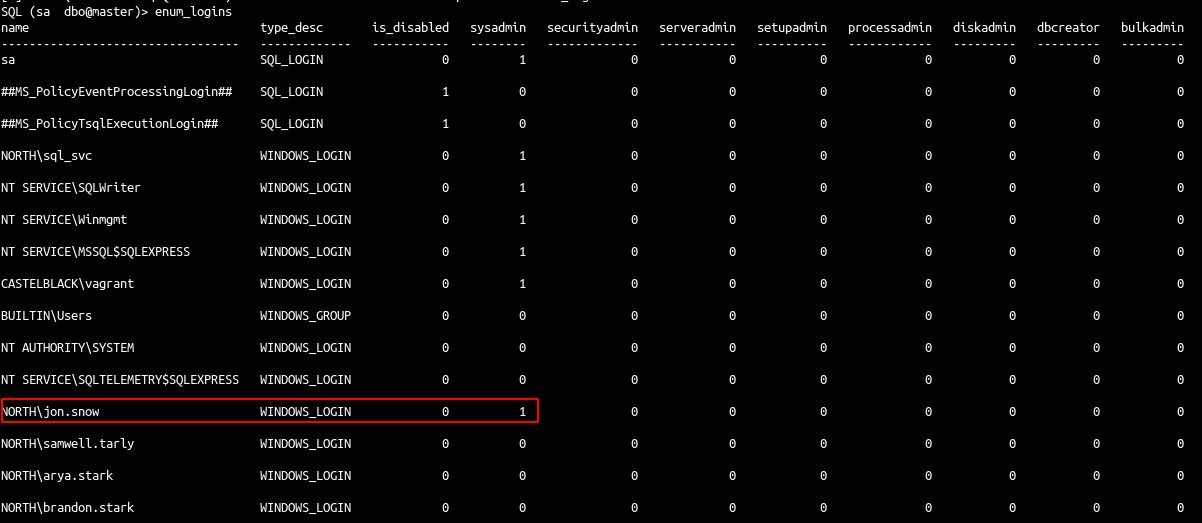 SQL (sa  dbo@master)> enum_logins
name                                 type_desc       is_disabled   sysadmin   securityadmin   serveradmin   setupadmin   processadmin   diskadmin   dbcreator   bulkadmin
----------------------------------   -------------   -----------   --------   -------------   -----------   ----------   ------------   ---------   ---------   ---------
sa                                   SQL_LOGIN                 0          1               0             0            0              0           0           0           0
##MS_PolicyEventProcessingLogin##    SQL_LOGIN                 1          0               0             0            0              0           0           0           0
##MS_PolicyTsqlExecutionLogin##      SQL_LOGIN                 1          0               0             0            0              0           0           0           0
NORTH\sql_svc                        WINDOWS_LOGIN             0          1               0             0            0              0           0           0           0
NT SERVICE\SQLWriter                 WINDOWS_LOGIN             0          1               0             0            0              0           0           0           0
NT SERVICE\Winmgmt                   WINDOWS_LOGIN             0          1               0             0            0              0           0           0           0
NT SERVICE\MSSQL$SQLEXPRESS          WINDOWS_LOGIN             0          1               0             0            0              0           0           0           0
CASTELBLACK\vagrant                  WINDOWS_LOGIN             0          1               0             0            0              0           0           0           0
BUILTIN\Users                        WINDOWS_GROUP             0          0               0             0            0              0           0           0           0
NT AUTHORITY\SYSTEM                  WINDOWS_LOGIN             0          0               0             0            0              0           0           0           0
NT SERVICE\SQLTELEMETRY$SQLEXPRESS   WINDOWS_LOGIN             0          0               0             0            0              0           0           0           0
NORTH\jon.snow                       WINDOWS_LOGIN             0          1               0             0            0              0           0           0           0
NORTH\samwell.tarly                  WINDOWS_LOGIN             0          0               0             0            0              0           0           0           0
NORTH\arya.stark                     WINDOWS_LOGIN             0          0               0             0            0              0           0           0           0
NORTH\brandon.stark                  WINDOWS_LOGIN             0          0               0             0            0              0           0           0           0